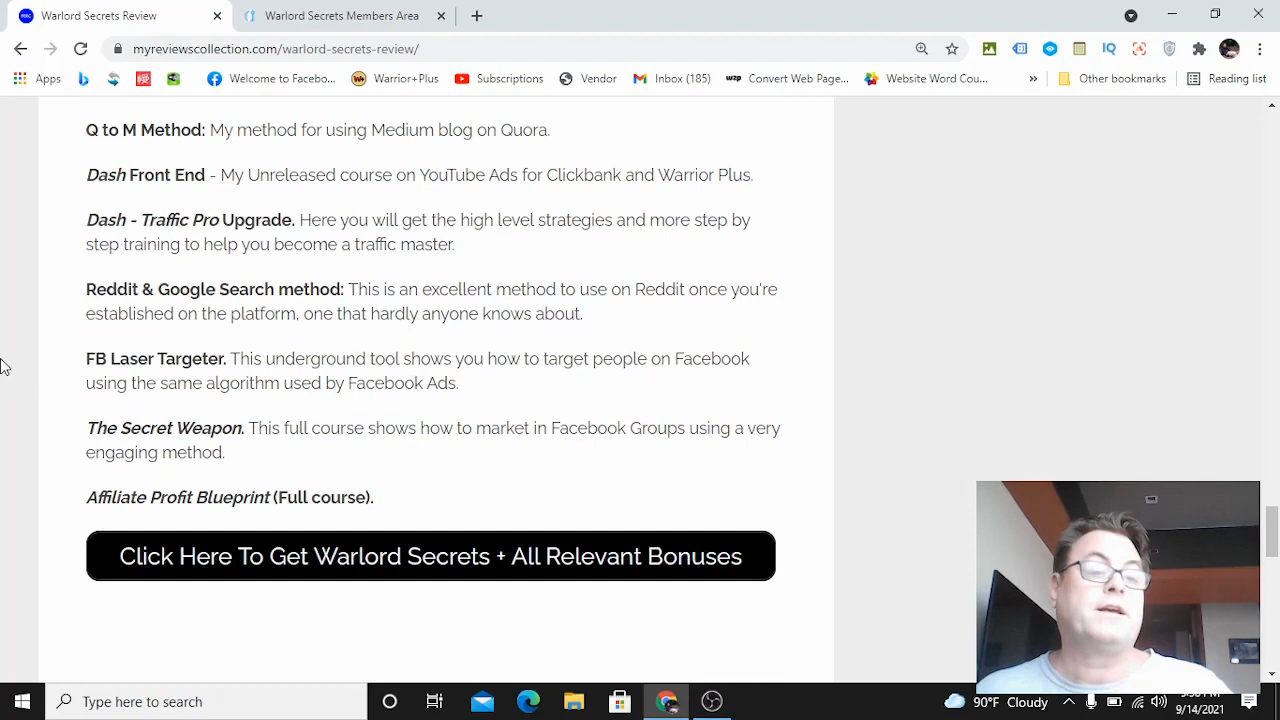 Warlord Secrets Review
Warlord Secrets Members Area
myreviewscollection.com/warlord-secrets-review/
Apps
Welcome to Facebo...
Warrior+Plus
Subscriptions
Vendor
Inbox (185)
Convert Web Page...
Website Word Cou...
»
Other bookmarks
Reading list
Q to M Method: My method for using Medium blog on Quora.
Dash Front End - My Unreleased course on YouTube Ads for Clickbank and Warrior Plus.
Dash - Traffic Pro Upgrade. Here you will get the high level strategies and more step by
step training to help you become a traffic master.
Reddit & Google Search method: This is an excellent method to use on Reddit once you're
established on the platform, one that hardly anyone knows about.
FB Laser Targeter. This underground tool shows you how to target people on Facebook
using the same algorithm used by Facebook Ads.
The Secret Weapon. This full course shows how to market in Facebook Groups using a very
engaging method.
Affiliate Profit Blueprint (Full course).
Click Here To Get Warlord Secrets + All Relevant Bonuses
Type here to search
90°F Cloudy
9/14/2021